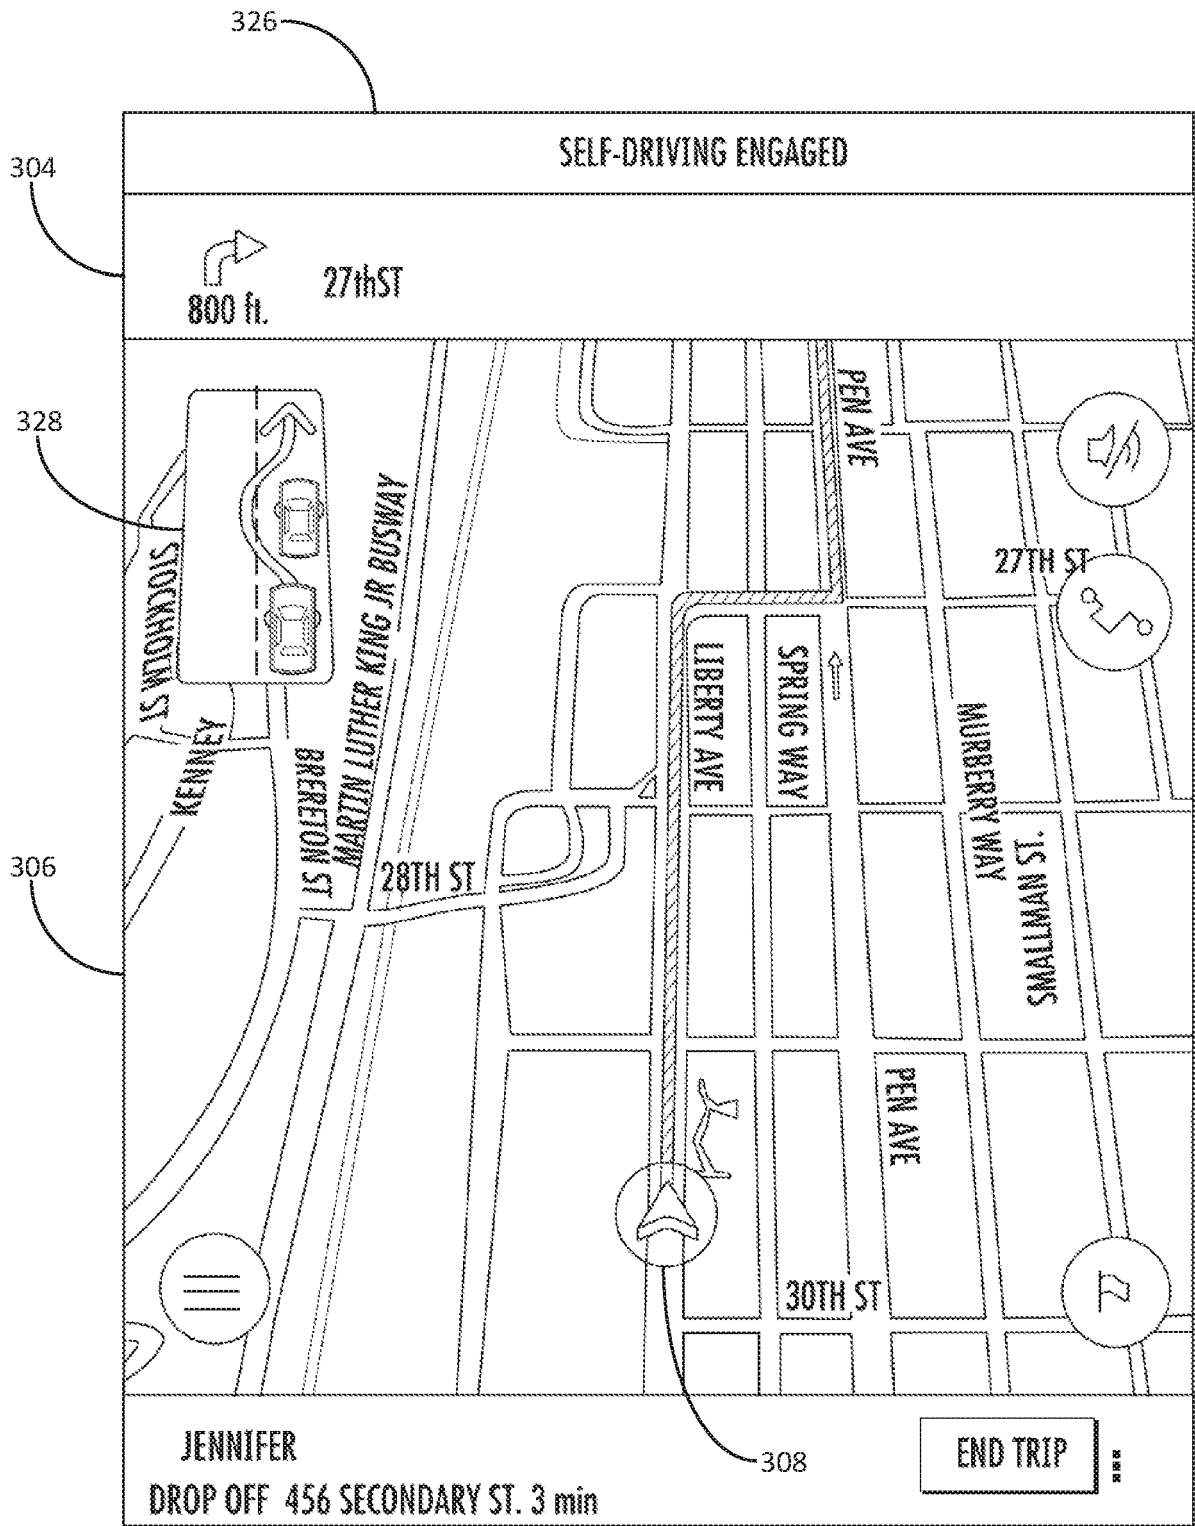 326
SELF-DRIVING ENGAGED
304
27thST
800 ft.
PEN AVE
328
27TH ST
STOCKHOLM ST
MARTIN LUTHER KING JR BUSWAY
LIBERTY AVE
SPRING WAY
MURBERRY WAY
KENNEY
BRERETON ST
28TH ST
SMALLMAN ST.
306
PEN AVE
30TH ST
JENNIFER
END TRIP
308
DROP OFF 456 SECONDARY ST. 3 min